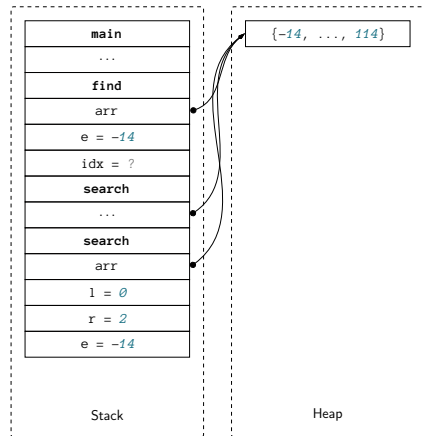 main
...
find
arr
e = -14
idx = ?
search
...
search
arr
l = 0
r = 2
e = -14
Stack
{-14, ..., 114}
Heap